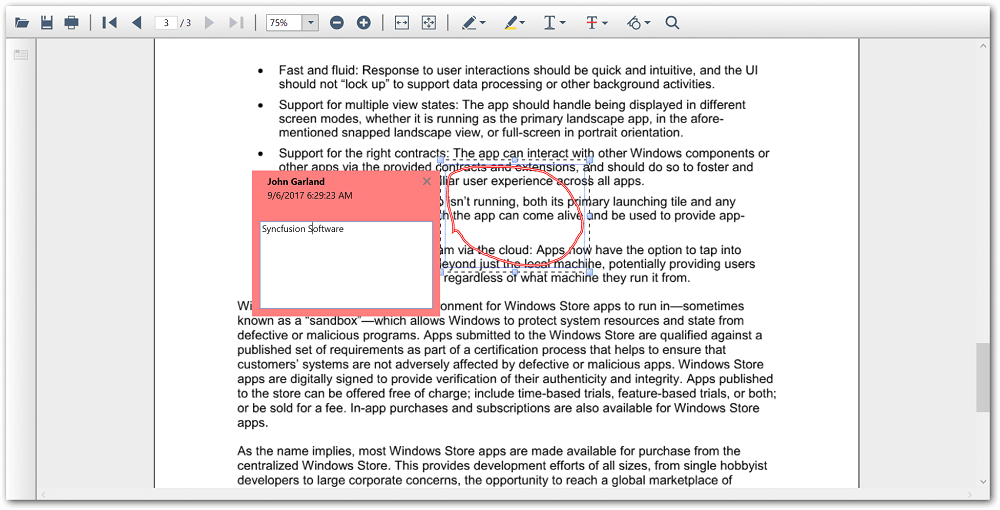 3 / 3
75%
• Fast and fluid: Response to user interactions should be quick and intuitive, and the UI
should not “lock up” to support data processing or other background activities.
• Support for multiple view states: The app should handle being displayed in different
screen modes, whether it is running as the primary landscape app, in the afore-
mentioned snapped landscape view, or full-screen in portrait orientation.
• Support for the right contracts: The app can interact with other Windows components or
other apps via the provided contracts and extensions, and should do so to foster and
liar user experience across all apps.
isn’t running, both its primary launching tile and any
the app can come alive and be used to provide app-
via the cloud: Apps now have the option to tap into
beyond just the local machine, potentially providing users
regardless of what machine they run it from.
John Garland
9/6/2017 6:29:23 AM
Syncfusion Software
onment for Windows Store apps to run in—sometimes
known as a “sandbox”—which allows Windows to protect system resources and state from
defective or malicious programs. Apps submitted to the Windows Store are qualified against a
published set of requirements as part of a certification process that helps to ensure that
customers’ systems are not adversely affected by defective or malicious apps. Windows Store
apps are digitally signed to provide verification of their authenticity and integrity. Apps published
to the store can be offered free of charge; include time-based trials, feature-based trials, or both;
or be sold for a fee. In-app purchases and subscriptions are also available for Windows Store
apps.
As the name implies, most Windows Store apps are made available for purchase from the
centralized Windows Store. This provides development efforts of all sizes, from single hobbyist
developers to large corporate concerns, the opportunity to reach a global marketplace of